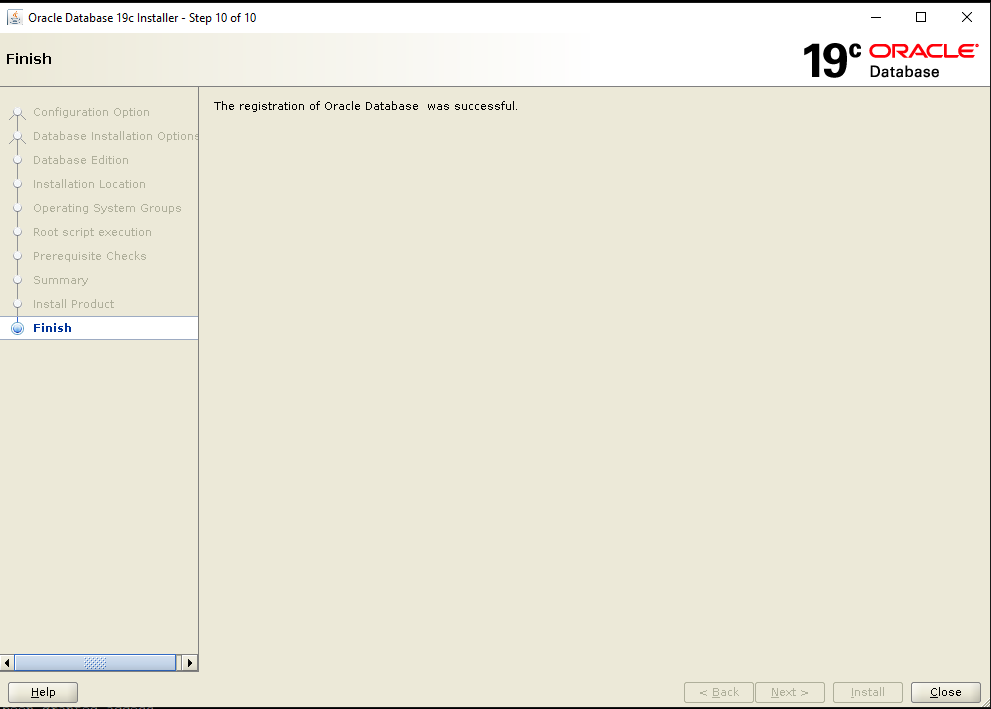 Oracle Database 19c Installer - Step 10 of 10
Finish
19c ORACLE
Database
Configuration Option
Database Installation Options
Database Edition
Installation Location
Operating System Groups
Root script execution
Prerequisite Checks
Summary
Install Product
Finish
The registration of Oracle Database  was successful.
Help
< Back
Next >
Install
Close